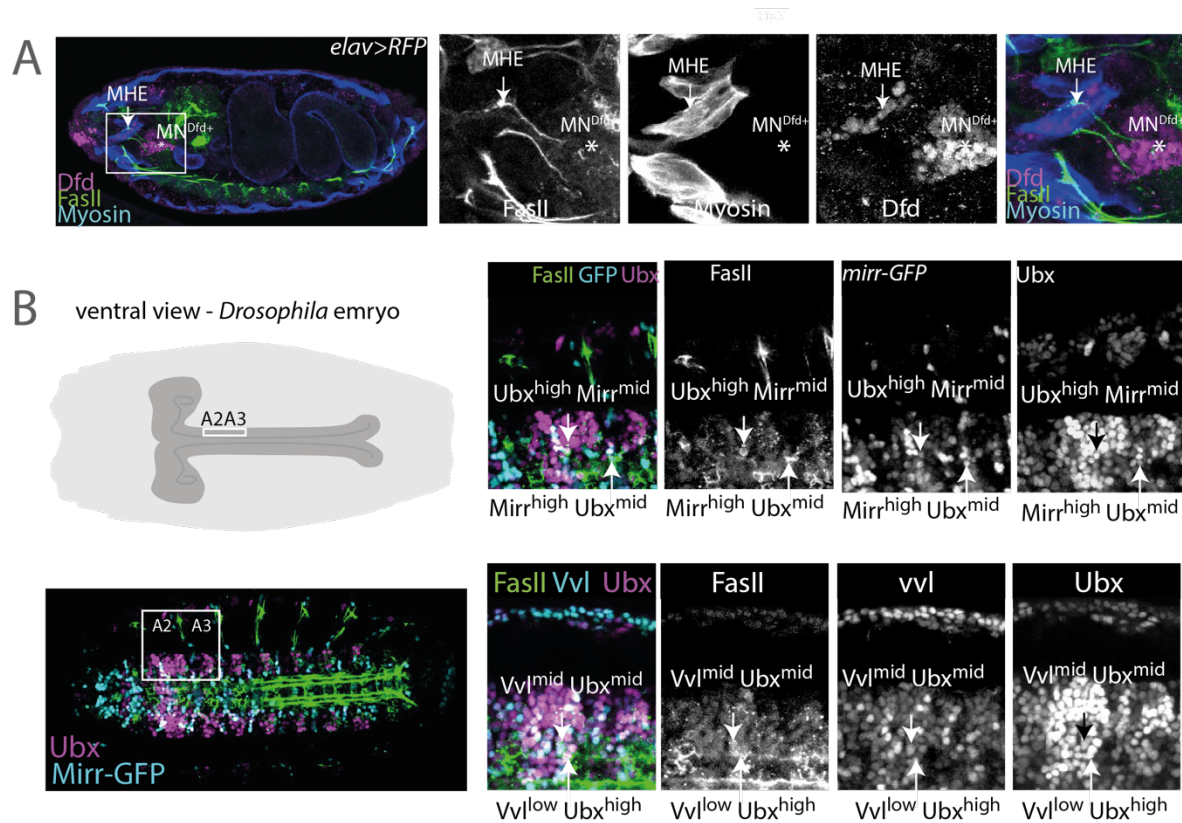 A
elav>RFP
MHE
MN^Dfd+
*
Dfd
FasII
Myosin
MHE
MN^Dfd+
*
FasII
MHE
MN^Dfd+
*
Myosin
MHE
MN^Dfd+
*
Dfd
MHE
MN^Dfd+
*
Dfd
FasII
Myosin
B
ventral view - Drosophila emryo
A2A3
FasII GFP Ubx
Ubx^high Mirr^mid
Mirr^high Ubx^mid
FasII
Ubx^high Mirr^mid
Mirr^high Ubx^mid
mirr-GFP
Ubx^high Mirr^mid
Mirr^high Ubx^mid
Ubx
Ubx^high Mirr^mid
Mirr^high Ubx^mid
A2 A3
Ubx
Mirr-GFP
FasII Vvl Ubx
Vvl^mid Ubx^mid
Vvl^low Ubx^high
FasII
Vvl^mid Ubx^mid
Vvl^low Ubx^high
vvl
Vvl^mid Ubx^mid
Vvl^low Ubx^high
Ubx
Vvl^mid Ubx^mid
Vvl^low Ubx^high